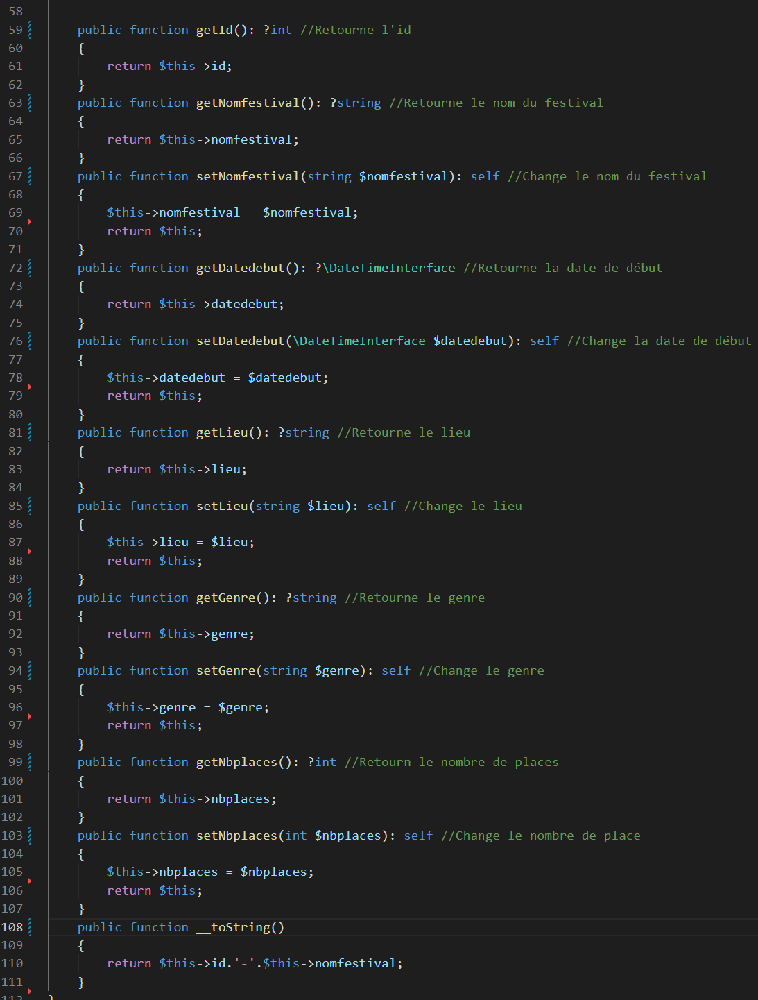 58
59 public function getId(): ?int //Retourne l'id
60 {
61 return $this->id;
62 }
63 public function getNomfestival(): ?string //Retourne le nom du festival
64 {
65 return $this->nomfestival;
66 }
67 public function setNomfestival(string $nomfestival): self //Change le nom du festival
68 {
69 $this->nomfestival = $nomfestival;
70 return $this;
71 }
72 public function getDatedebut(): ?\DateTimeInterface //Retourne la date de début
73 {
74 return $this->datedebut;
75 }
76 public function setDatedebut(\DateTimeInterface $datedebut): self //Change la date de début
77 {
78 $this->datedebut = $datedebut;
79 return $this;
80 }
81 public function getLieu(): ?string //Retourne le lieu
82 {
83 return $this->lieu;
84 }
85 public function setLieu(string $lieu): self //Change le lieu
86 {
87 $this->lieu = $lieu;
88 return $this;
89 }
90 public function getGenre(): ?string //Retourne le genre
91 {
92 return $this->genre;
93 }
94 public function setGenre(string $genre): self //Change le genre
95 {
96 $this->genre = $genre;
97 return $this;
98 }
99 public function getNbplaces(): ?int //Retourn le nombre de places
100 {
101 return $this->nbplaces;
102 }
103 public function setNbplaces(int $nbplaces): self //Change le nombre de place
104 {
105 $this->nbplaces = $nbplaces;
106 return $this;
107 }
108 public function __toString()
109 {
110 return $this->id.'-'.$this->nomfestival;
111 }
112 }